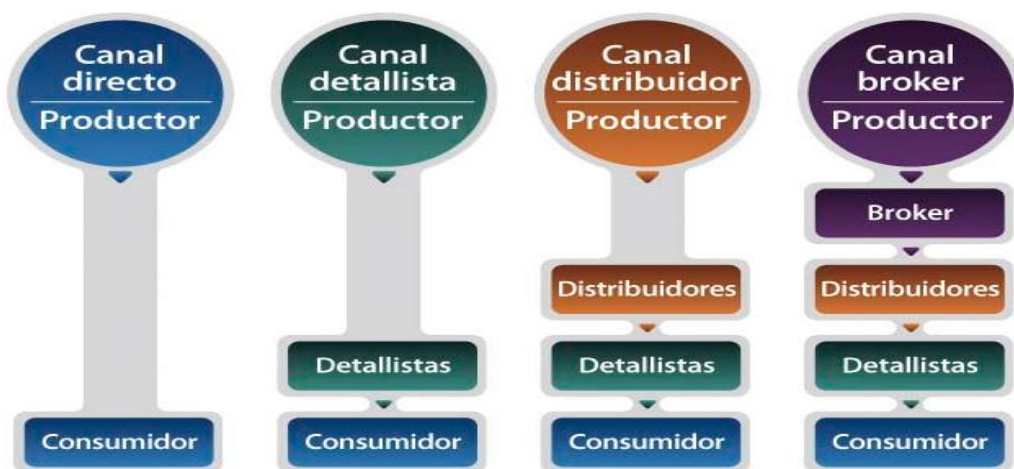 Canal
directo
Productor
Consumidor
Canal
detallista
Productor
Detallistas
Consumidor
Canal
distribuidor
Productor
Distribuidores
Detallistas
Consumidor
Canal
broker
Productor
Broker
Distribuidores
Detallistas
Consumidor